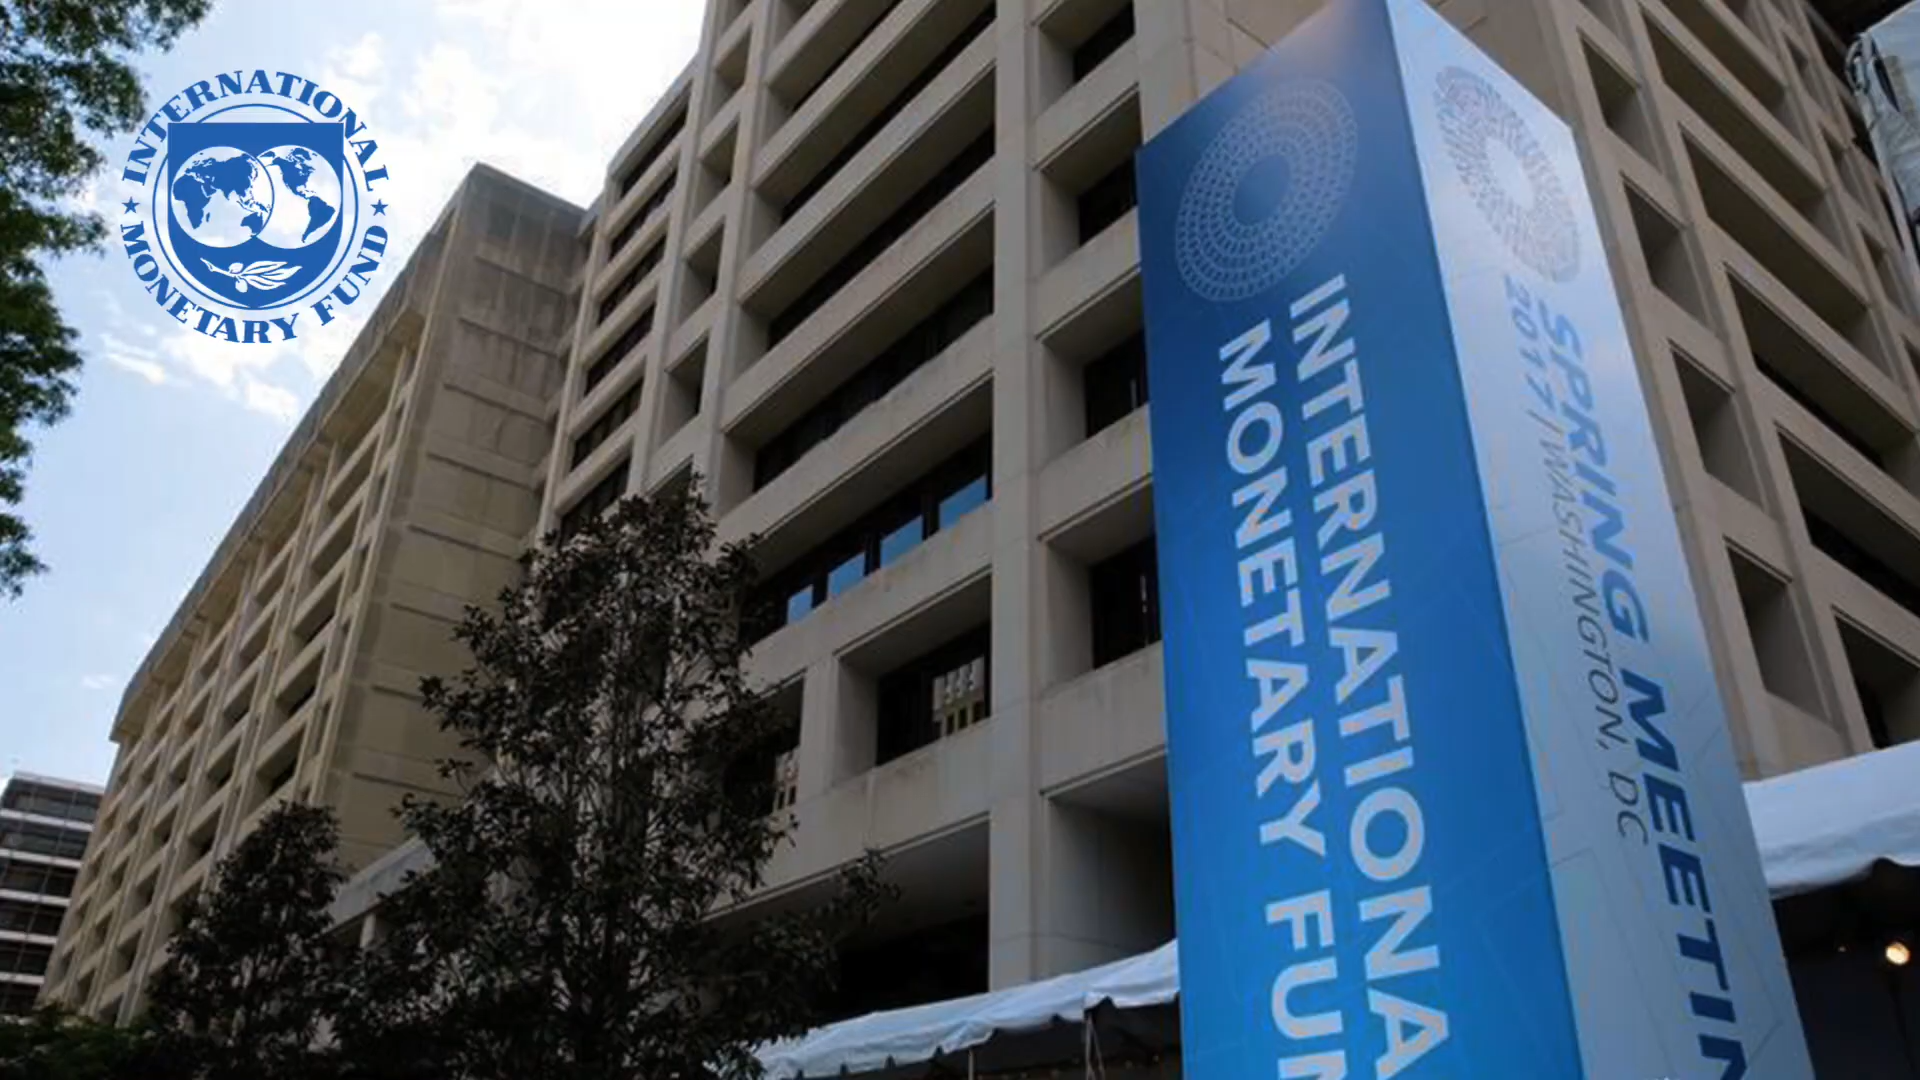 INTERNATIONAL
MONETARY FUND
INTERNATIONA
MONETARY FUN
SPRING MEETIN
2017 / WASHINGTON, DC